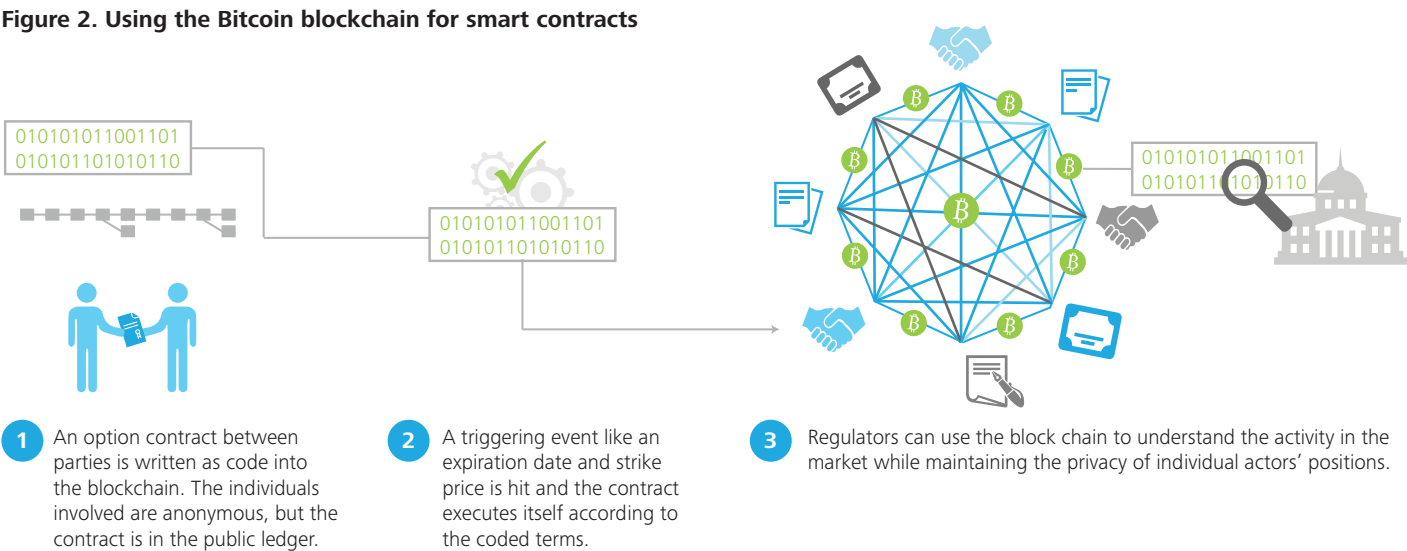 Figure 2. Using the Bitcoin blockchain for smart contracts
010101011001101
010101101010110
010101011001101
010101101010110
010101011001101
010101101010110
1
An option contract between
parties is written as code into
the blockchain. The individuals
involved are anonymous, but the
contract is in the public ledger.
2
A triggering event like an
expiration date and strike
price is hit and the contract
executes itself according to
the coded terms.
3
Regulators can use the block chain to understand the activity in the
market while maintaining the privacy of individual actors’ positions.